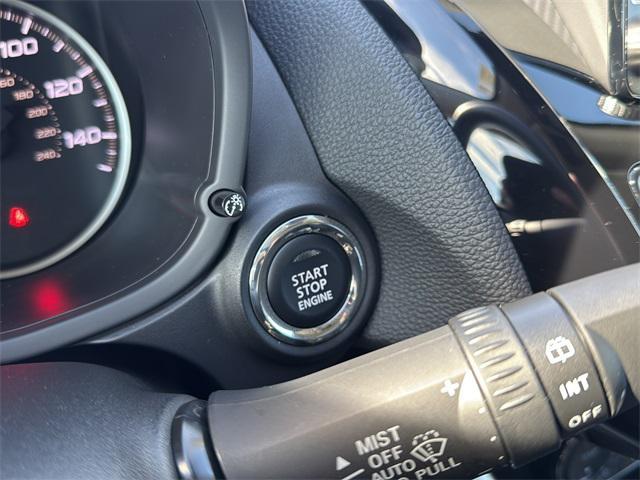 100
120
140
160
180
200
220
240
START
STOP
ENGINE
INT
OFF
MIST
OFF
AUTO
PULL